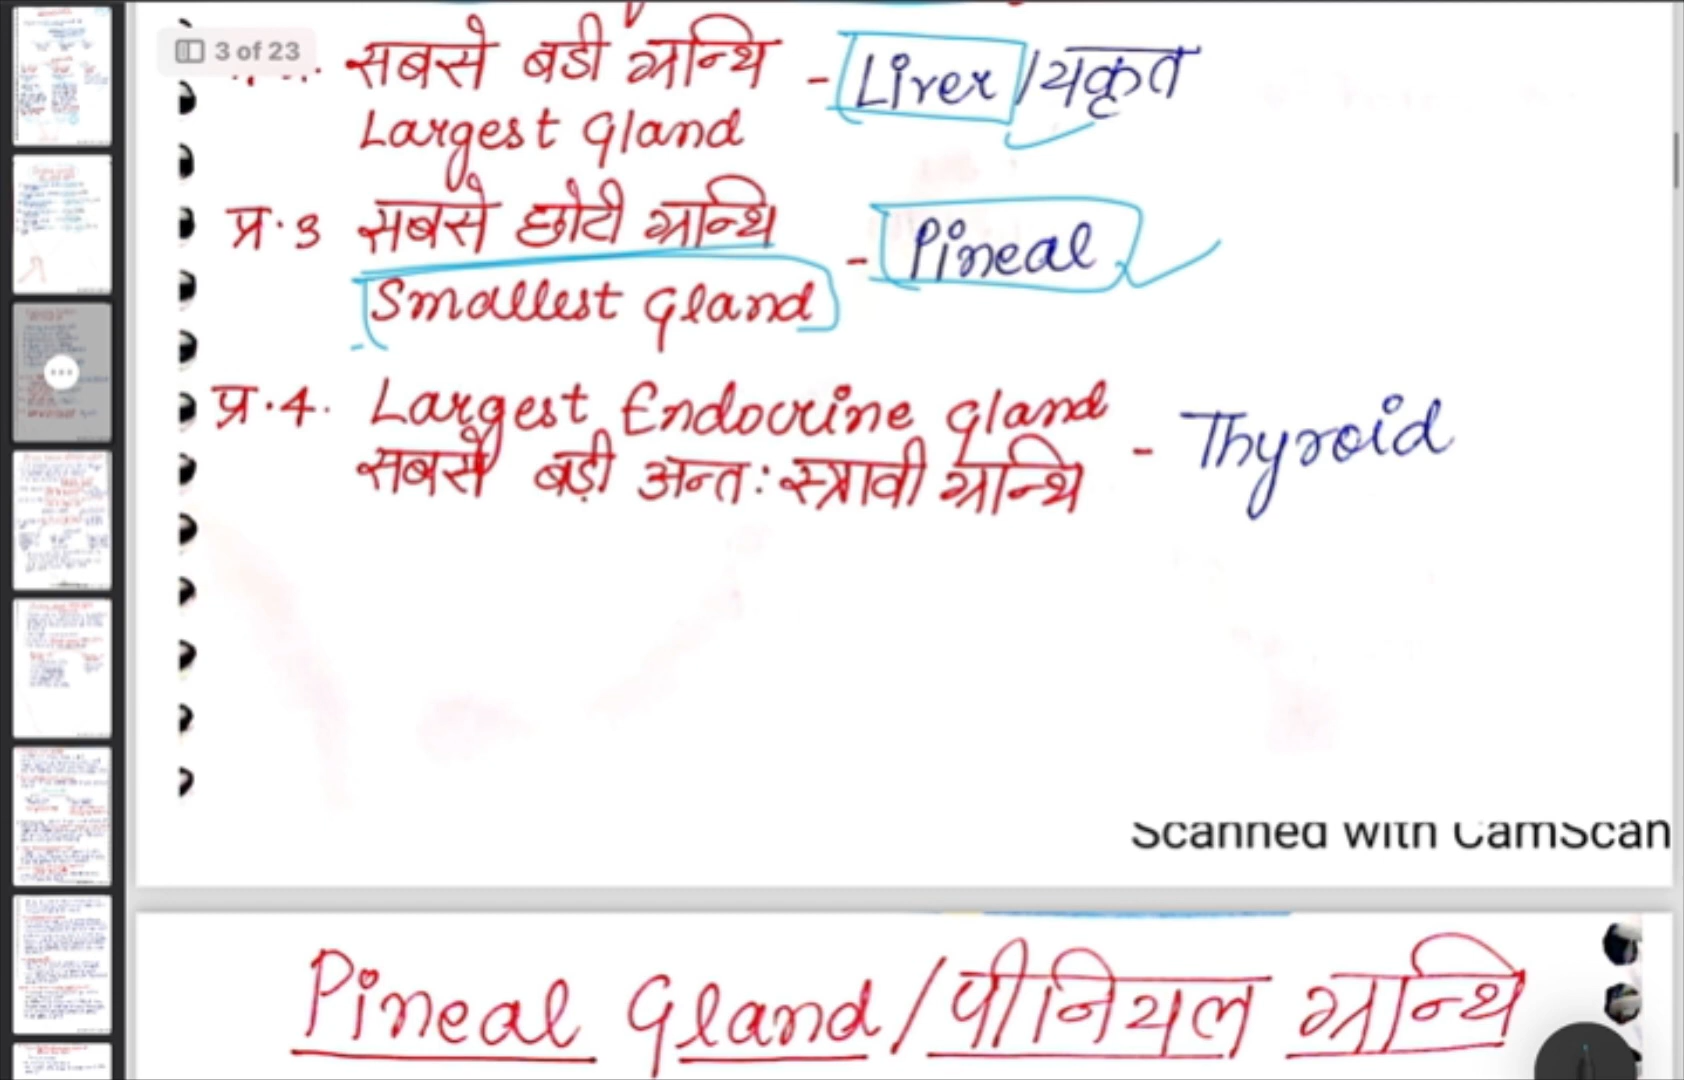 3 of 23
सबसे बडी ग्रन्थि - Liver / यकृत
Largest Gland
प्र.3 सबसे छोटी ग्रन्थि - Pineal
Smallest Gland
प्र.4. Largest Endocrine Gland
सबसे बड़ी अन्त: स्त्रावी ग्रन्थि - Thyroid
Scanned with CamScan
Pineal Gland / पीनियल ग्रन्थि